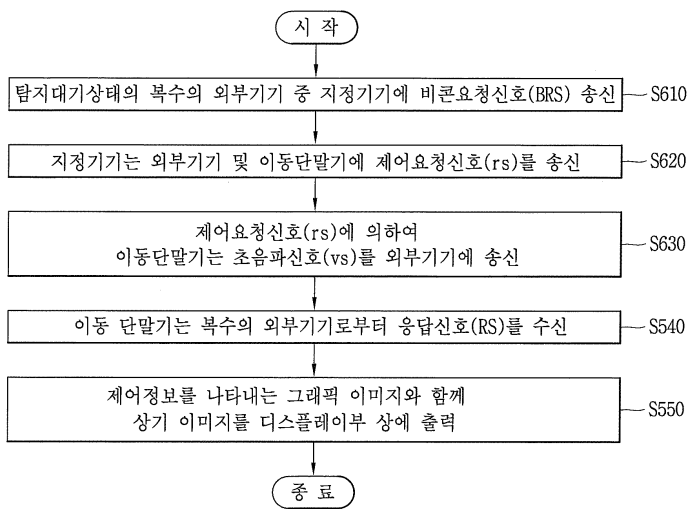 시 작
탐지대기상태의 복수의 외부기기 중 지정기기에 비콘요청신호(BRS) 송신
S610
지정기기는 외부기기 및 이동단말기에 제어요청신호(rs)를 송신
S620
제어요청신호(rs)에 의하여
이동단말기는 초음파신호(vs)를 외부기기에 송신
S630
이동 단말기는 복수의 외부기기로부터 응답신호(RS)를 수신
S540
제어정보를 나타내는 그래픽 이미지와 함께
상기 이미지를 디스플레이부 상에 출력
S550
종 료